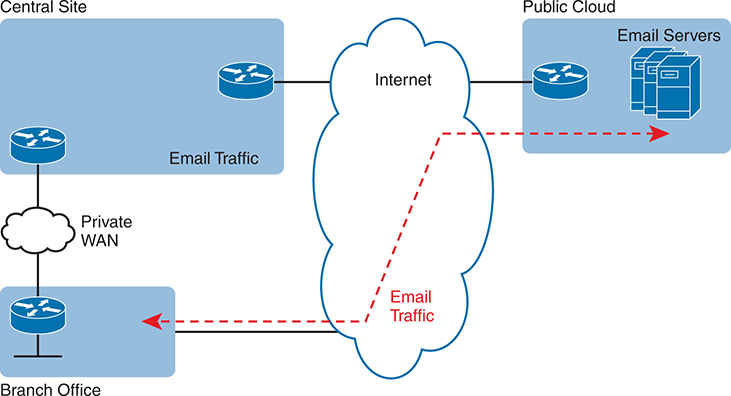 Central Site
Public Cloud
Email Servers
Internet
Email Traffic
Private
WAN
Email
Traffic
Branch Office